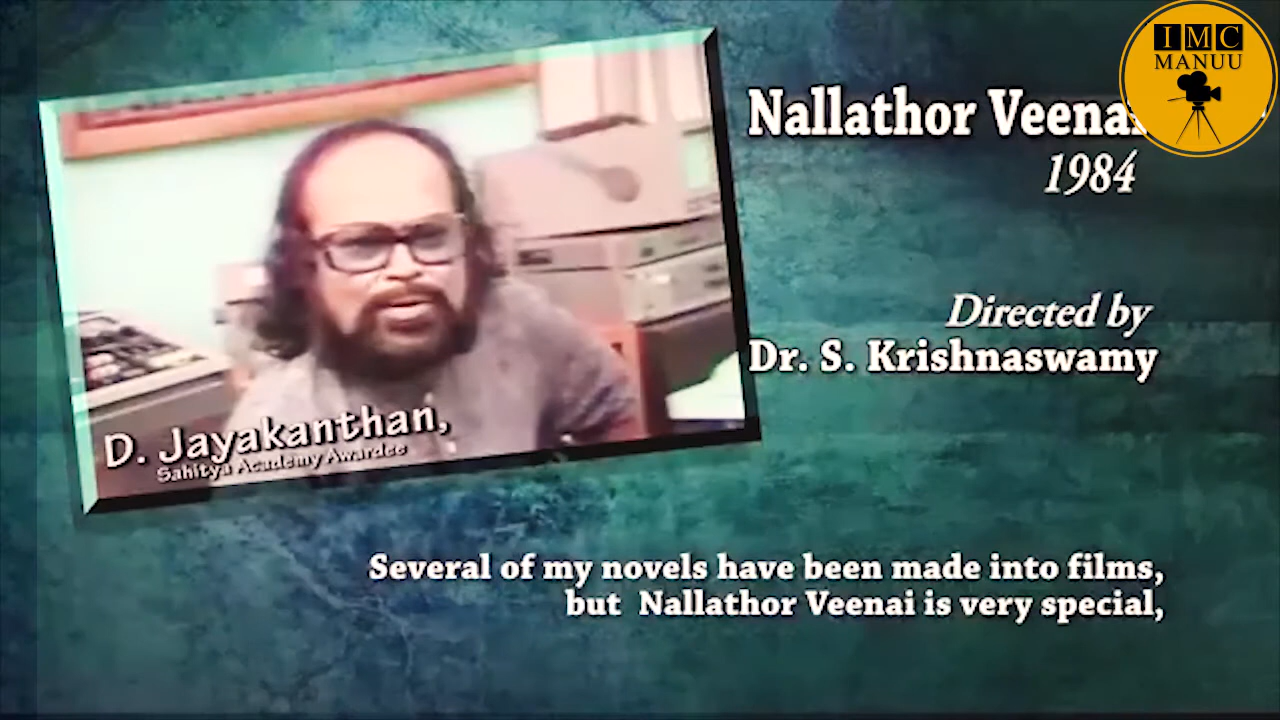 IMC
MANUU
Nallathor Veenai
1984
Directed by
Dr. S. Krishnaswamy
D. Jayakanthan,
Sahitya Academy Awardee
Several of my novels have been made into films,
but Nallathor Veenai is very special,